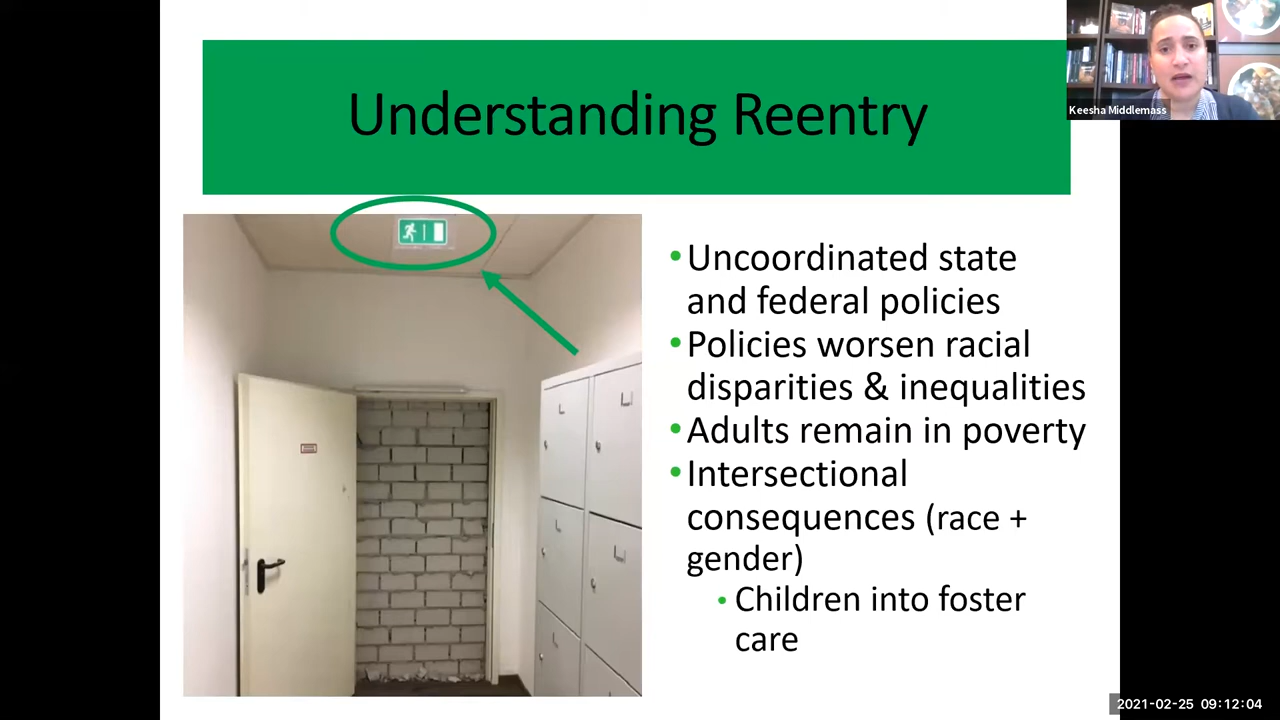 Understanding Reentry
Keesha Middlemass
•Uncoordinated state
and federal policies
•Policies worsen racial
disparities & inequalities
•Adults remain in poverty
•Intersectional
consequences (race +
gender)
•Children into foster
care
2021-02-25 09:12:04